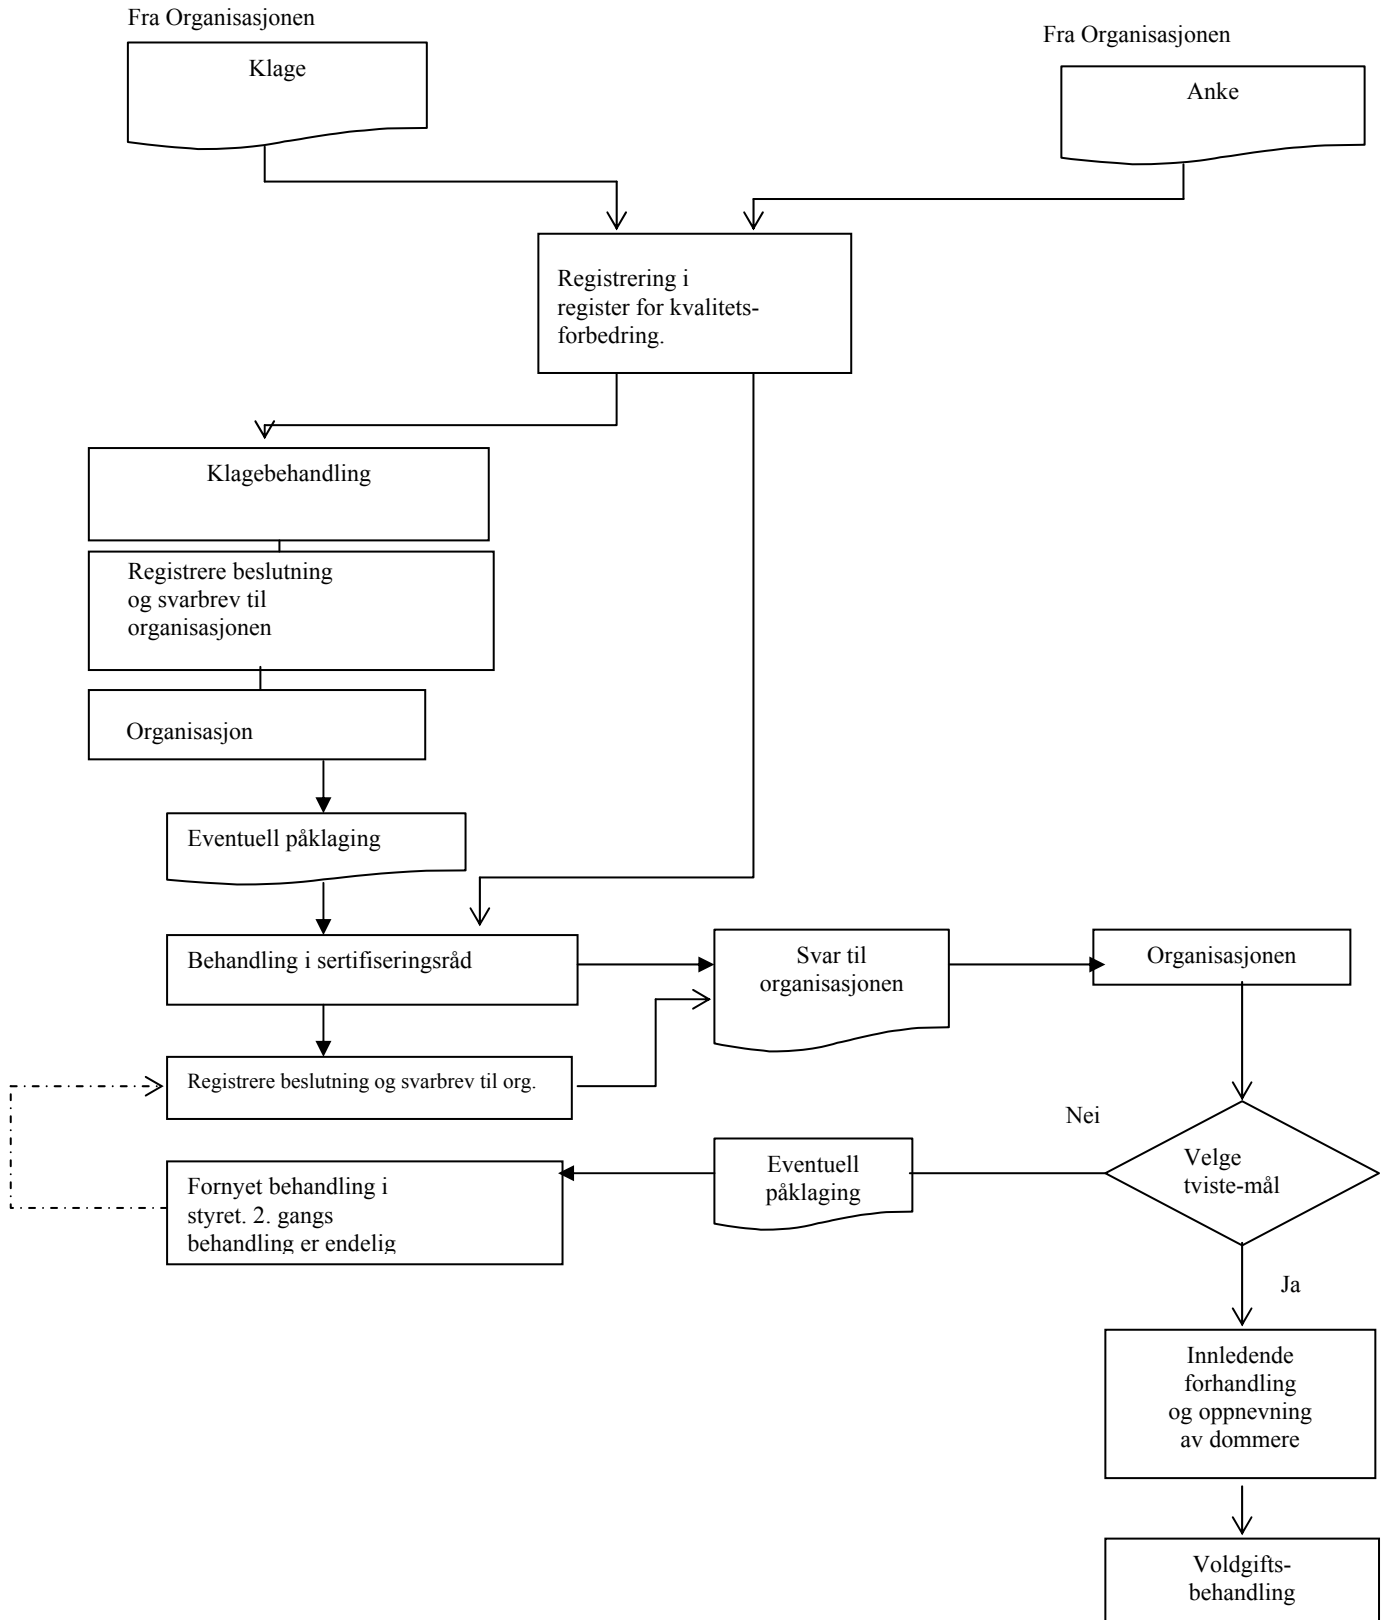 Fra Organisasjonen
Klage
Fra Organisasjonen
Anke
Registrering i
register for kvalitets-
forbedring.
Klagebehandling
Registrere beslutning
og svarbrev til
organisasjonen
Organisasjon
Eventuell påklaging
Behandling i sertifiseringsråd
Svar til
organisasjonen
Organisasjonen
Registrere beslutning og svarbrev til org.
Nei
Velge
tviste-mål
Eventuell
påklaging
Fornyet behandling i
styret. 2. gangs
behandling er endelig
Ja
Innledende
forhandling
og oppnevning
av dommere
Voldgifts-
behandling